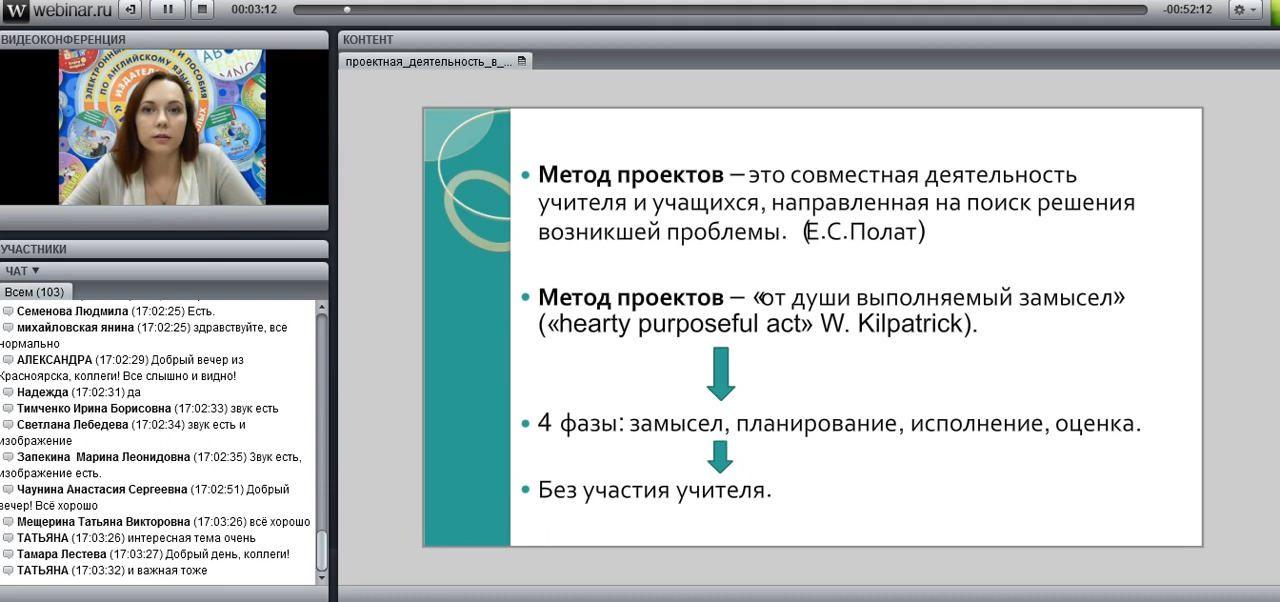 W webinar.ru
00:03:12
-00:52:12
ВИДЕОКОНФЕРЕНЦИЯ
ЭЛЕКТРОННЫЕ
И ПОСОБИЯ
ПО АНГЛИЙСКОМУ ЯЗЫКУ
УЧАСТНИКИ
ЧАТ
Всем (103)
Семенова Людмила (17:02:25) Есть.
михайловская янина (17:02:25) здравствуйте, все
нормально
АЛЕКСАНДРА (17:02:29) Добрый вечер из
Красноярска, коллеги! Все слышно и видно!
Надежда (17:02:31) да
Тимченко Ирина Борисовна (17:02:33) звук есть
Светлана Лебедева (17:02:34) звук есть и
изображение
Запекина Марина Леонидовна (17:02:35) Звук есть,
изображение есть.
Чаунина Анастасия Сергеевна (17:02:51) Добрый
вечер! Всё хорошо
Мещерина Татьяна Викторовна (17:03:26) всё хорошо
ТАТЬЯНА (17:03:26) интересная тема очень
Тамара Лестева (17:03:27) Добрый день, коллеги!
ТАТЬЯНА (17:03:32) и важная тоже
КОНТЕНТ
проектная_деятельность_в_...
• Метод проектов – это совместная деятельность
учителя и учащихся, направленная на поиск решения
возникшей проблемы. (Е.С.Полат)
• Метод проектов – «от души выполняемый замысел»
(«hearty purposeful act» W. Kilpatrick).
• 4 фазы: замысел, планирование, исполнение, оценка.
• Без участия учителя.